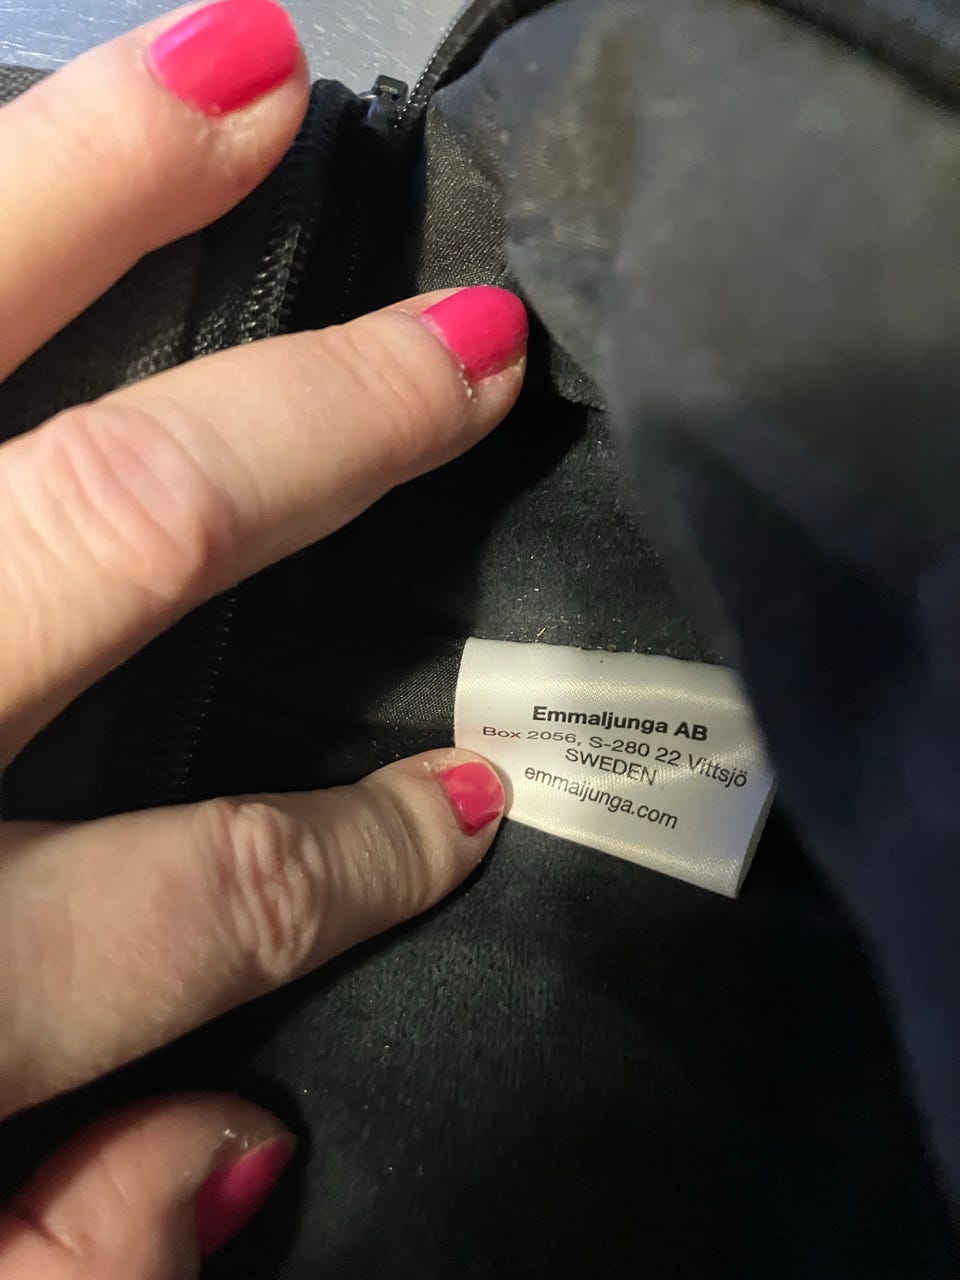 Emmaljunga AB
Box 2056, S-280 22 Vittsjö
SWEDEN
emmaljunga.com